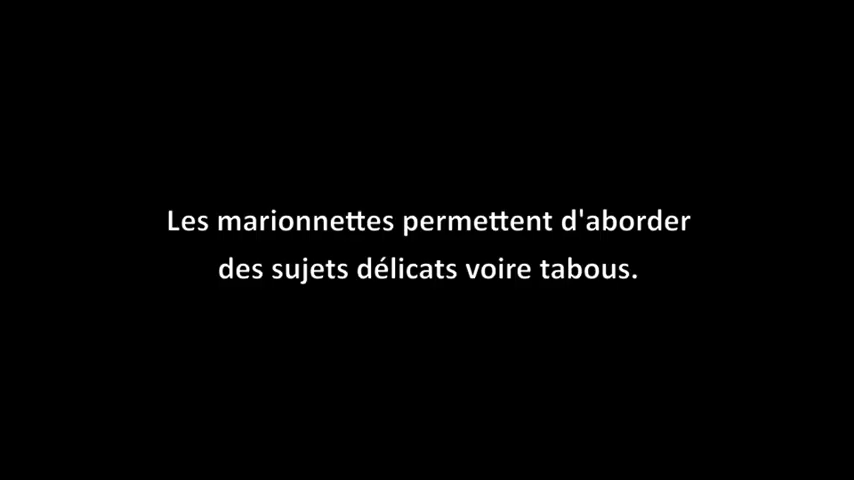 Les marionnettes permettent d'aborder
des sujets délicats voire tabous.